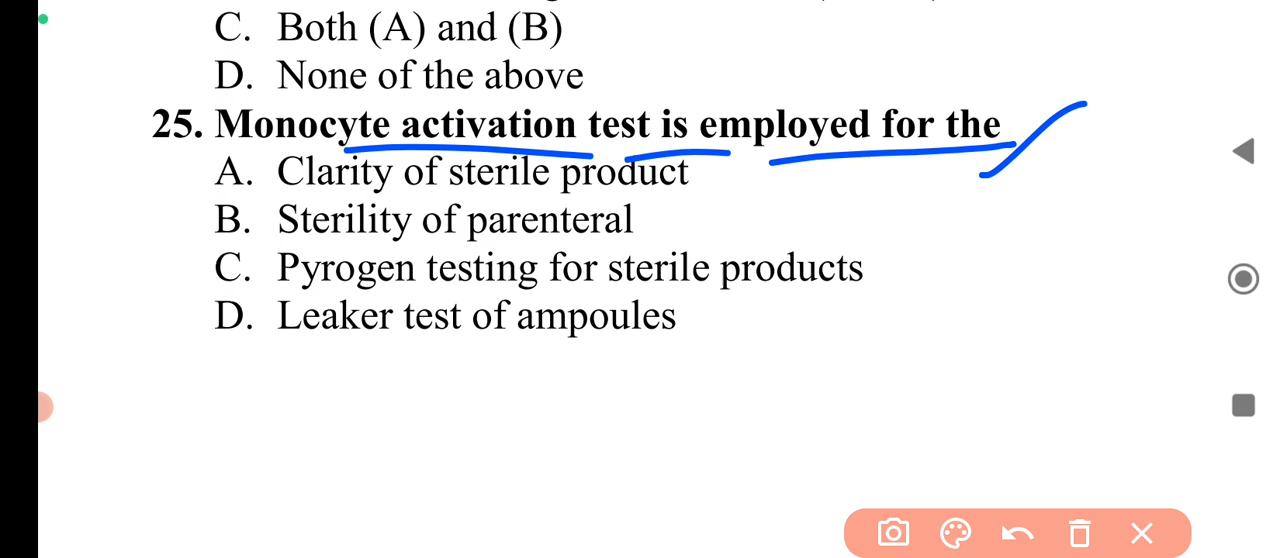 C. Both (A) and (B)
D. None of the above
25. Monocyte activation test is employed for the
A. Clarity of sterile product
B. Sterility of parenteral
C. Pyrogen testing for sterile products
D. Leaker test of ampoules